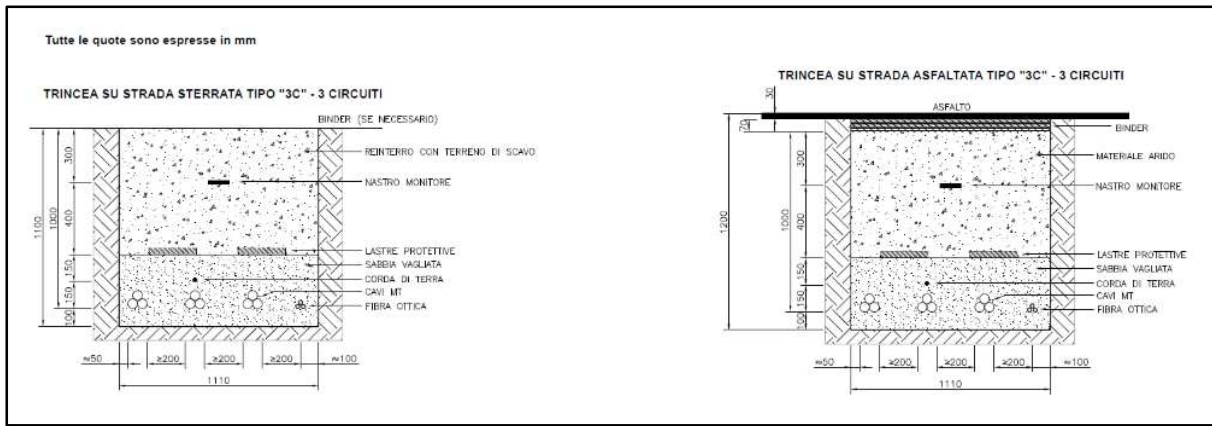 Tutte le quote sono espresse in mm
TRINCEA SU STRADA STERRATA TIPO "3C" - 3 CIRCUITI
BINDER (SE NECESSARIO)
REINTERRO CON TERRENO DI SCAVO
NASTRO MONITORE
LASTRE PROTETTIVE
SABBIA VAGLIATA
CORDA DI TERRA
CAVI MT
FIBRA OTTICA
1100
1000
300
400
150
150
100
≈50
≥200
≥200
≥200
≈100
1110
TRINCEA SU STRADA ASFALTATA TIPO "3C" - 3 CIRCUITI
ASFALTO
BINDER
MATERIALE ARIDO
NASTRO MONITORE
LASTRE PROTETTIVE
SABBIA VAGLIATA
CORDA DI TERRA
CAVI MT
FIBRA OTTICA
30
70
1200
1000
300
400
150
150
100
≈50
≥200
≥200
≥200
≈100
1110